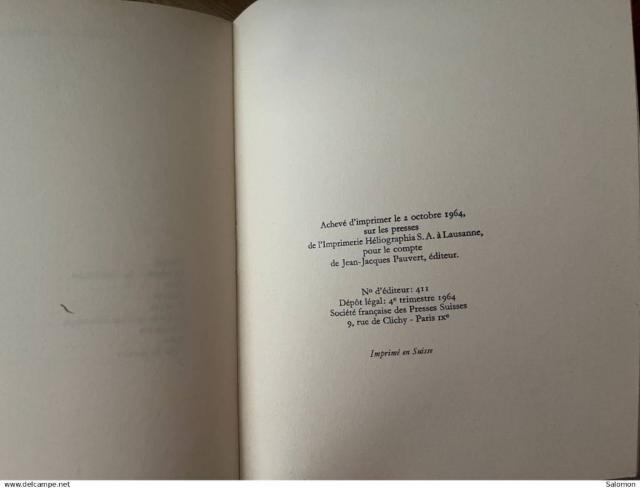 Achevé d'imprimer le 2 octobre 1964,
sur les presses
de l'Imprimerie Héliographis S. A. à Lausanne,
pour le compte
de Jean-Jacques Pauvert, éditeur.
No d'éditeur: 411
Dépôt légal: 4e trimestre 1964
Société française des Presses Suisses
9, rue de Clichy - Paris IXe
Imprimé en Suisse
www.delcampe.net
Salomon